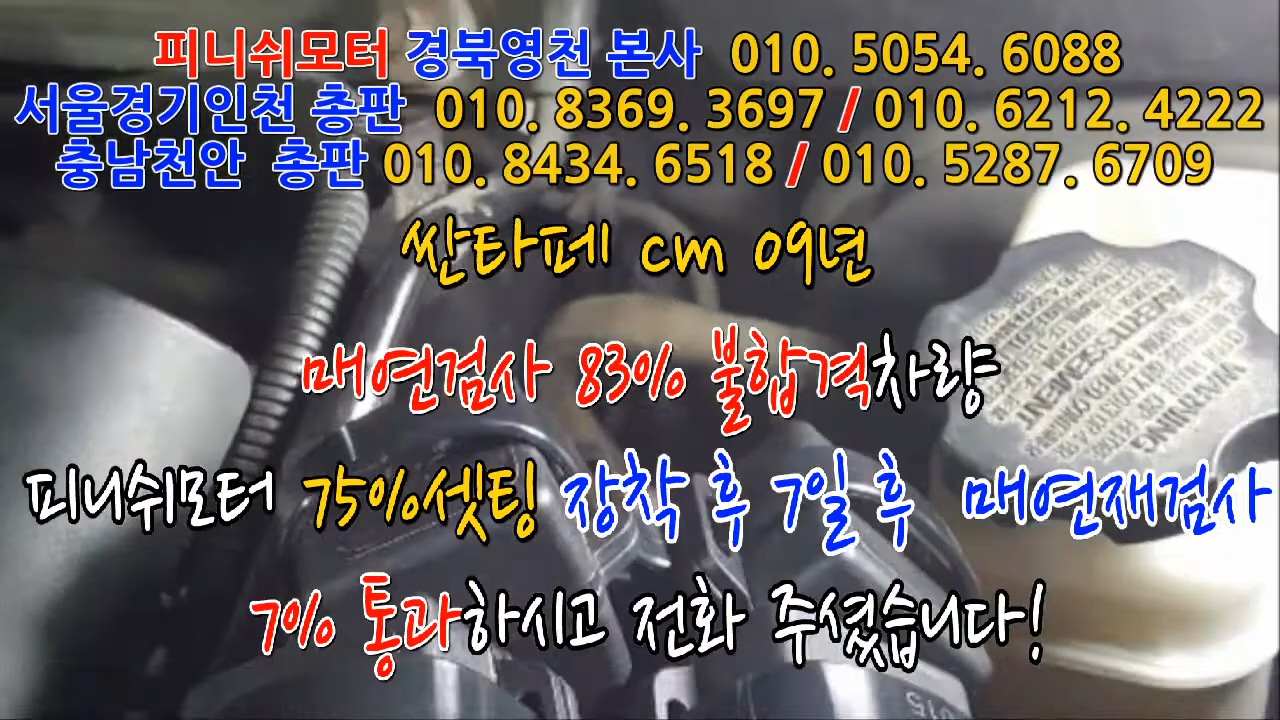 피니쉬모터 경북영천 본사 010. 5054. 6088
서울경기인천 총판 010. 8369. 3697 / 010. 6212. 4222
충남천안 총판 010. 8434. 6518 / 010. 5287. 6709
싼타페 cm 09년
매연검사 83% 불합격차량
피니쉬모터 75%셋팅 장착 후 7일 후 매연재검사
7% 통과하시고 전화 주셨습니다!
WARNING